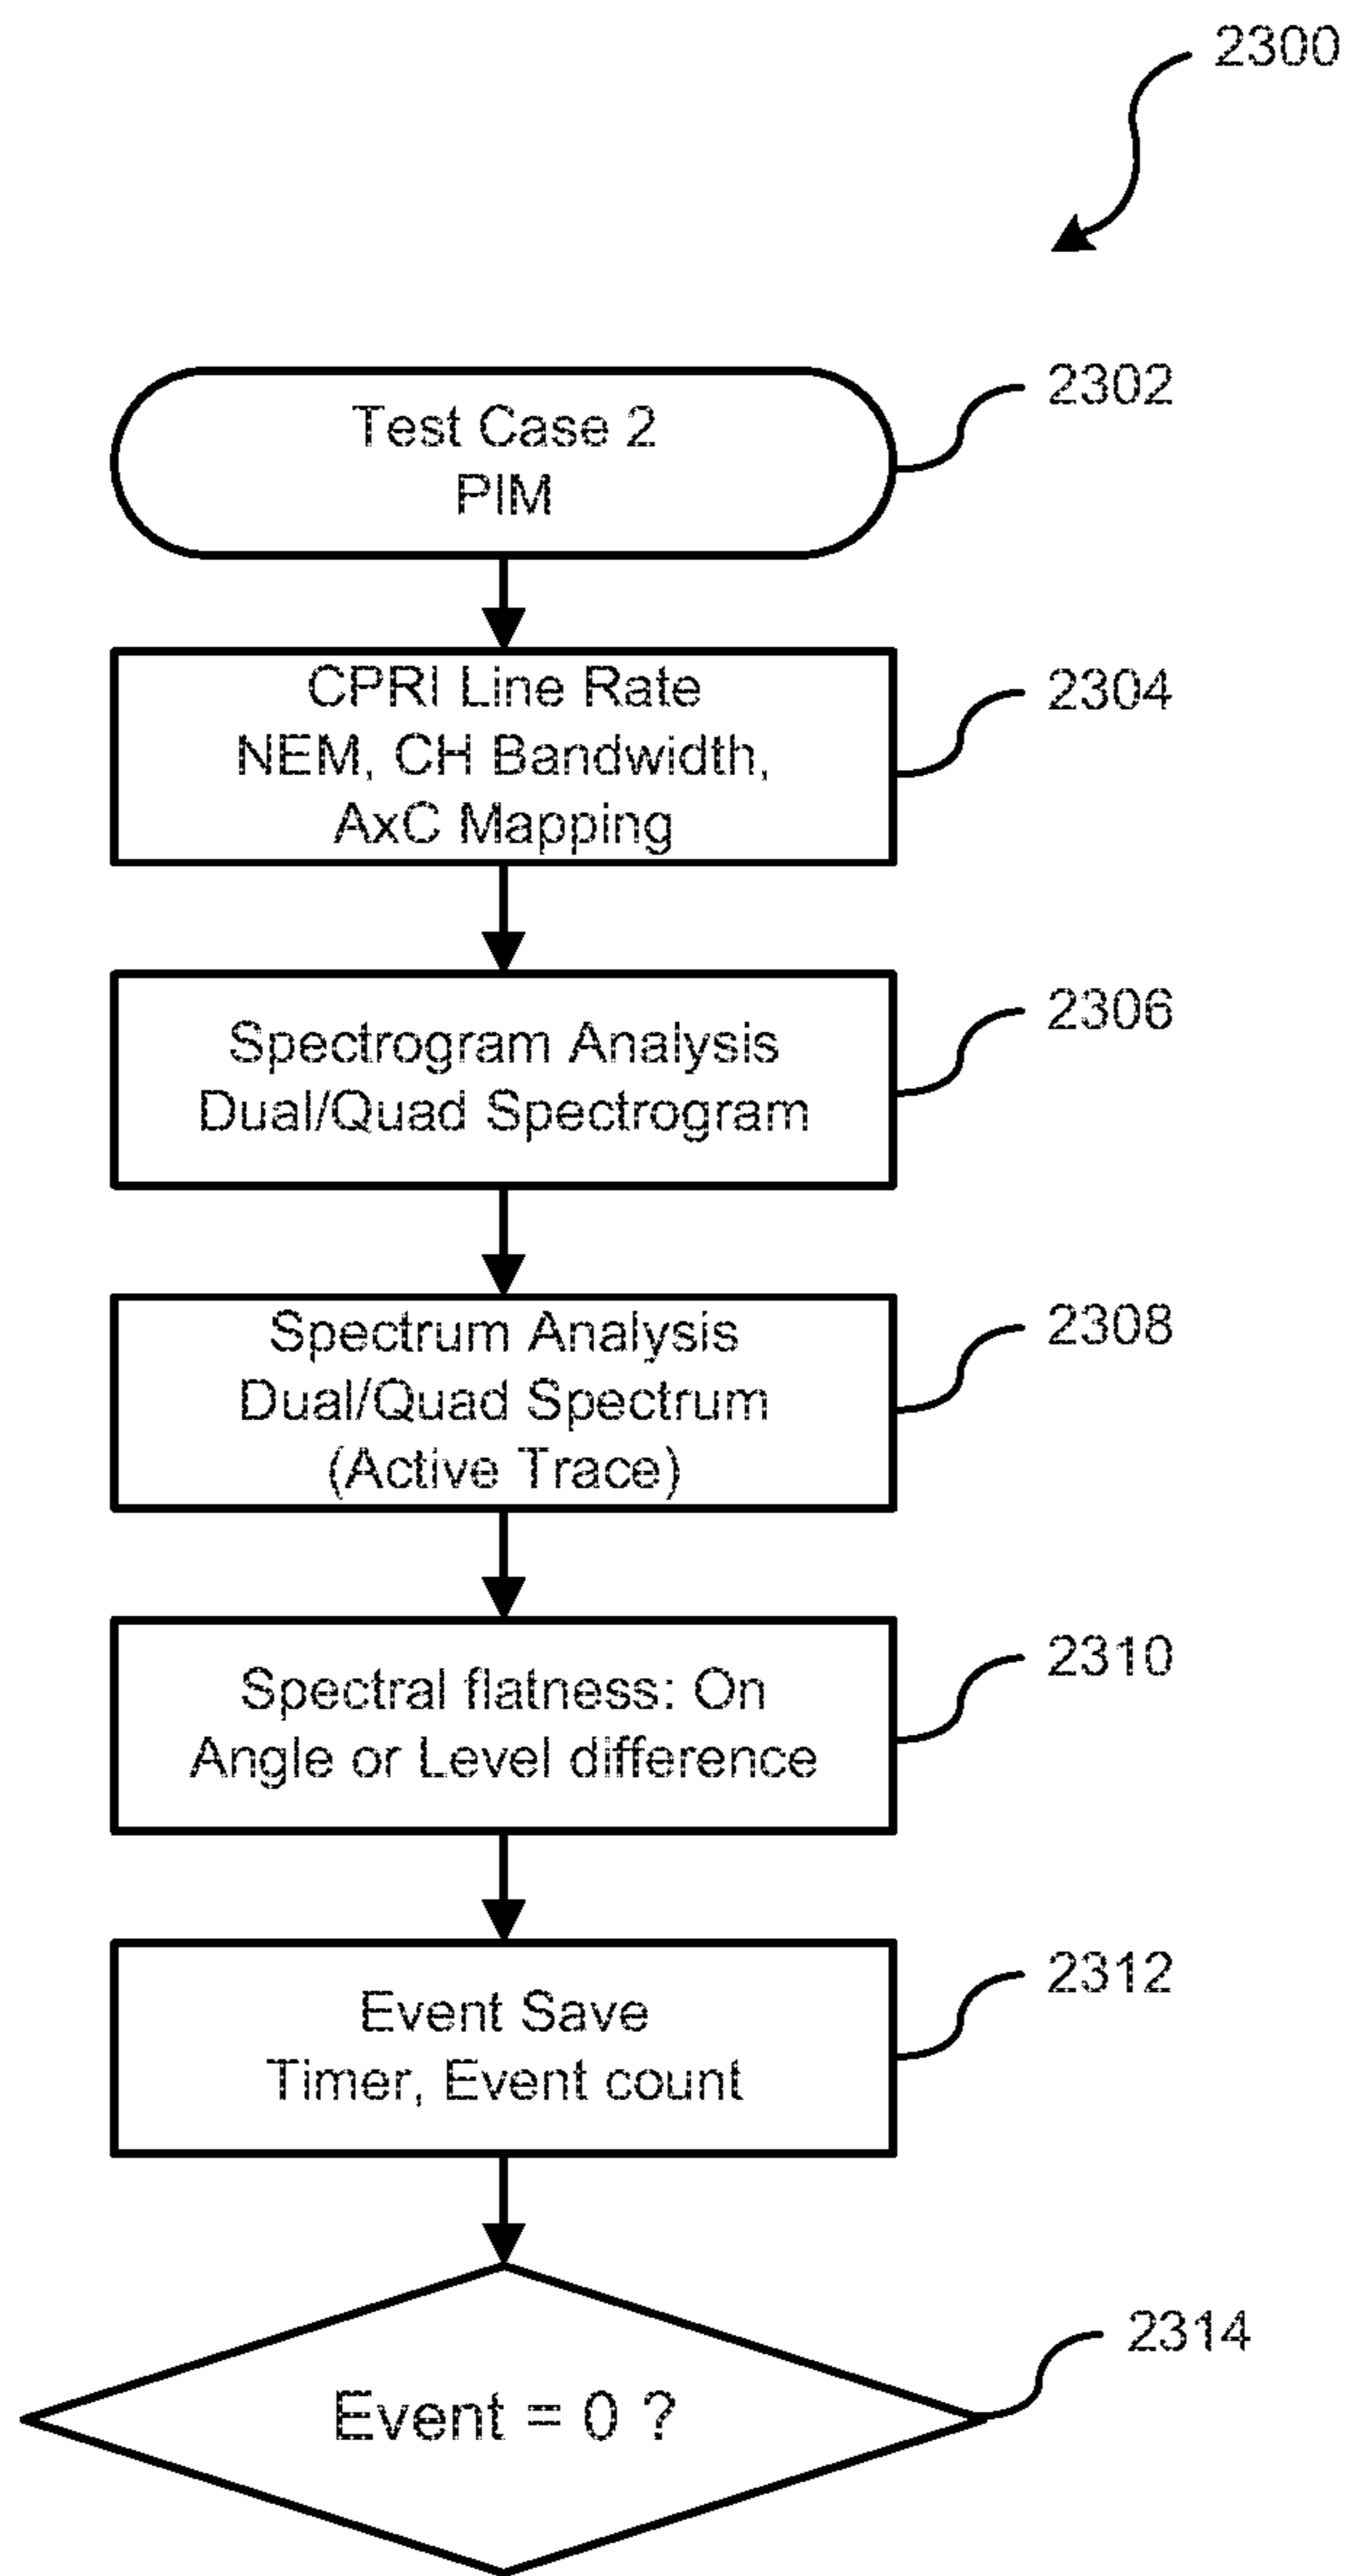 2300
2302
Test Case 2
PIM
2304
CPRI Line Rate
NEM, CH Bandwidth,
AxC Mapping
2306
Spectrogram Analysis
Dual/Quad Spectrogram
2308
Spectrum Analysis
Dual/Quad Spectrum
(Active Trace)
2310
Spectral flatness: On
Angle or Level difference
2312
Event Save
Timer, Event count
2314
Event = 0 ?